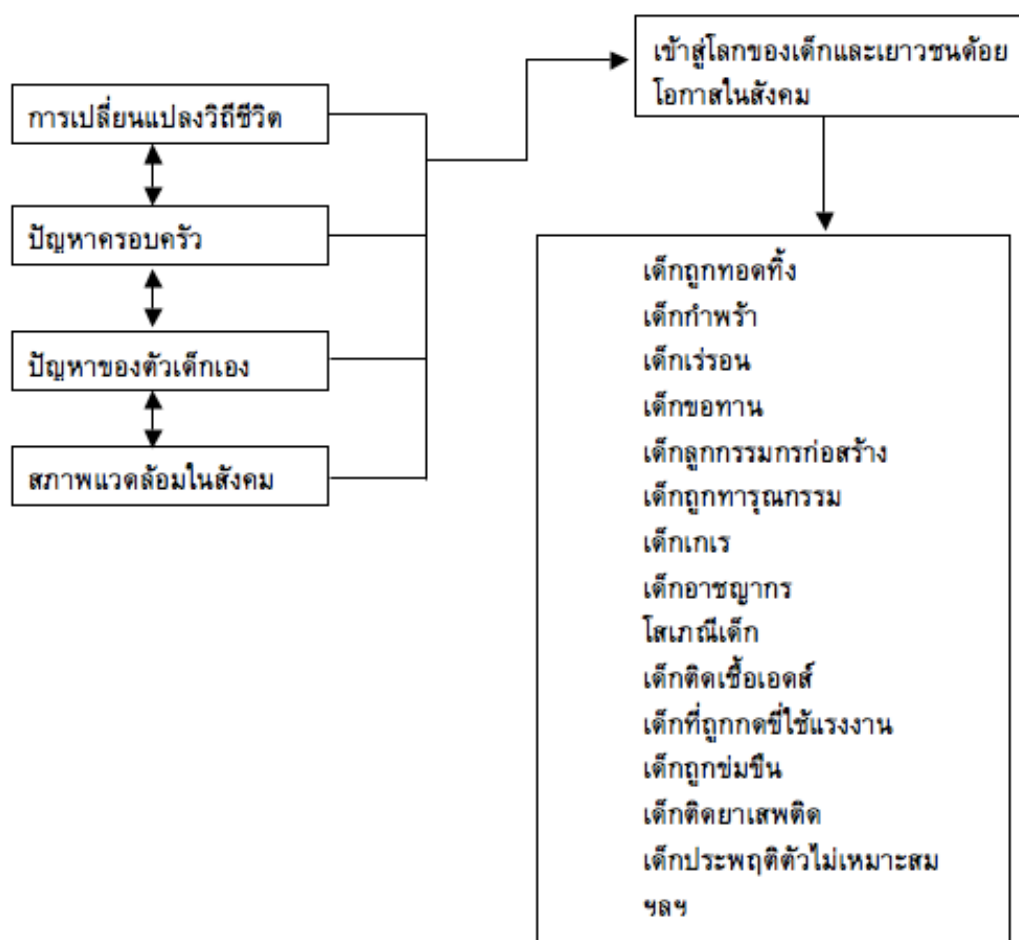 เข้าสู่โลกของเด็กและเยาวชนด้อย
โอกาสในสังคม
การเปลี่ยนแปลงวิถีชีวิต
ปัญหาครอบครัว
ปัญหาของตัวเด็กเอง
สภาพแวดล้อมในสังคม
เด็กถูกทอดทิ้ง
เด็กกำพร้า
เด็กเร่รอน
เด็กขอทาน
เด็กลูกกรรมกรก่อสร้าง
เด็กถูกทารุณกรรม
เด็กเกเร
เด็กอาชญากร
โสเภณีเด็ก
เด็กติดเชื้อเอดส์
เด็กที่ถูกกดขี่ใช้แรงงาน
เด็กถูกข่มขืน
เด็กติดยาเสพติด
เด็กประพฤติตัวไม่เหมาะสม
ฯลฯ